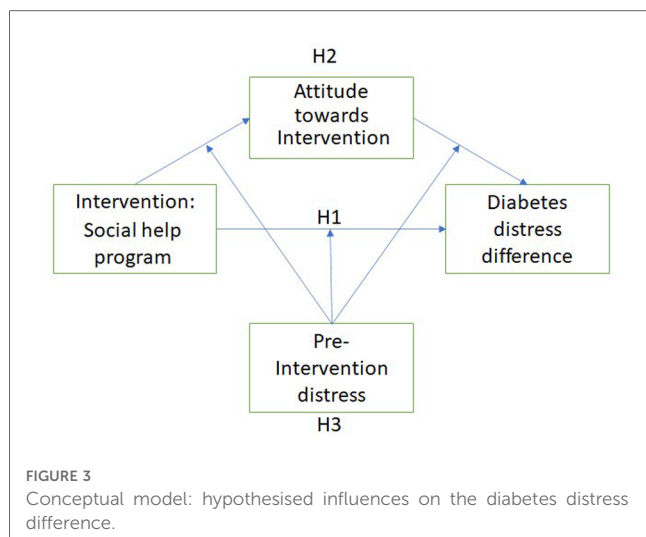 H2
Attitude
towards
Intervention
Intervention:
Social help
program
H1
Diabetes
distress
difference
Pre-
Intervention
distress
H3
FIGURE 3
Conceptual model: hypothesised influences on the diabetes distress
difference.